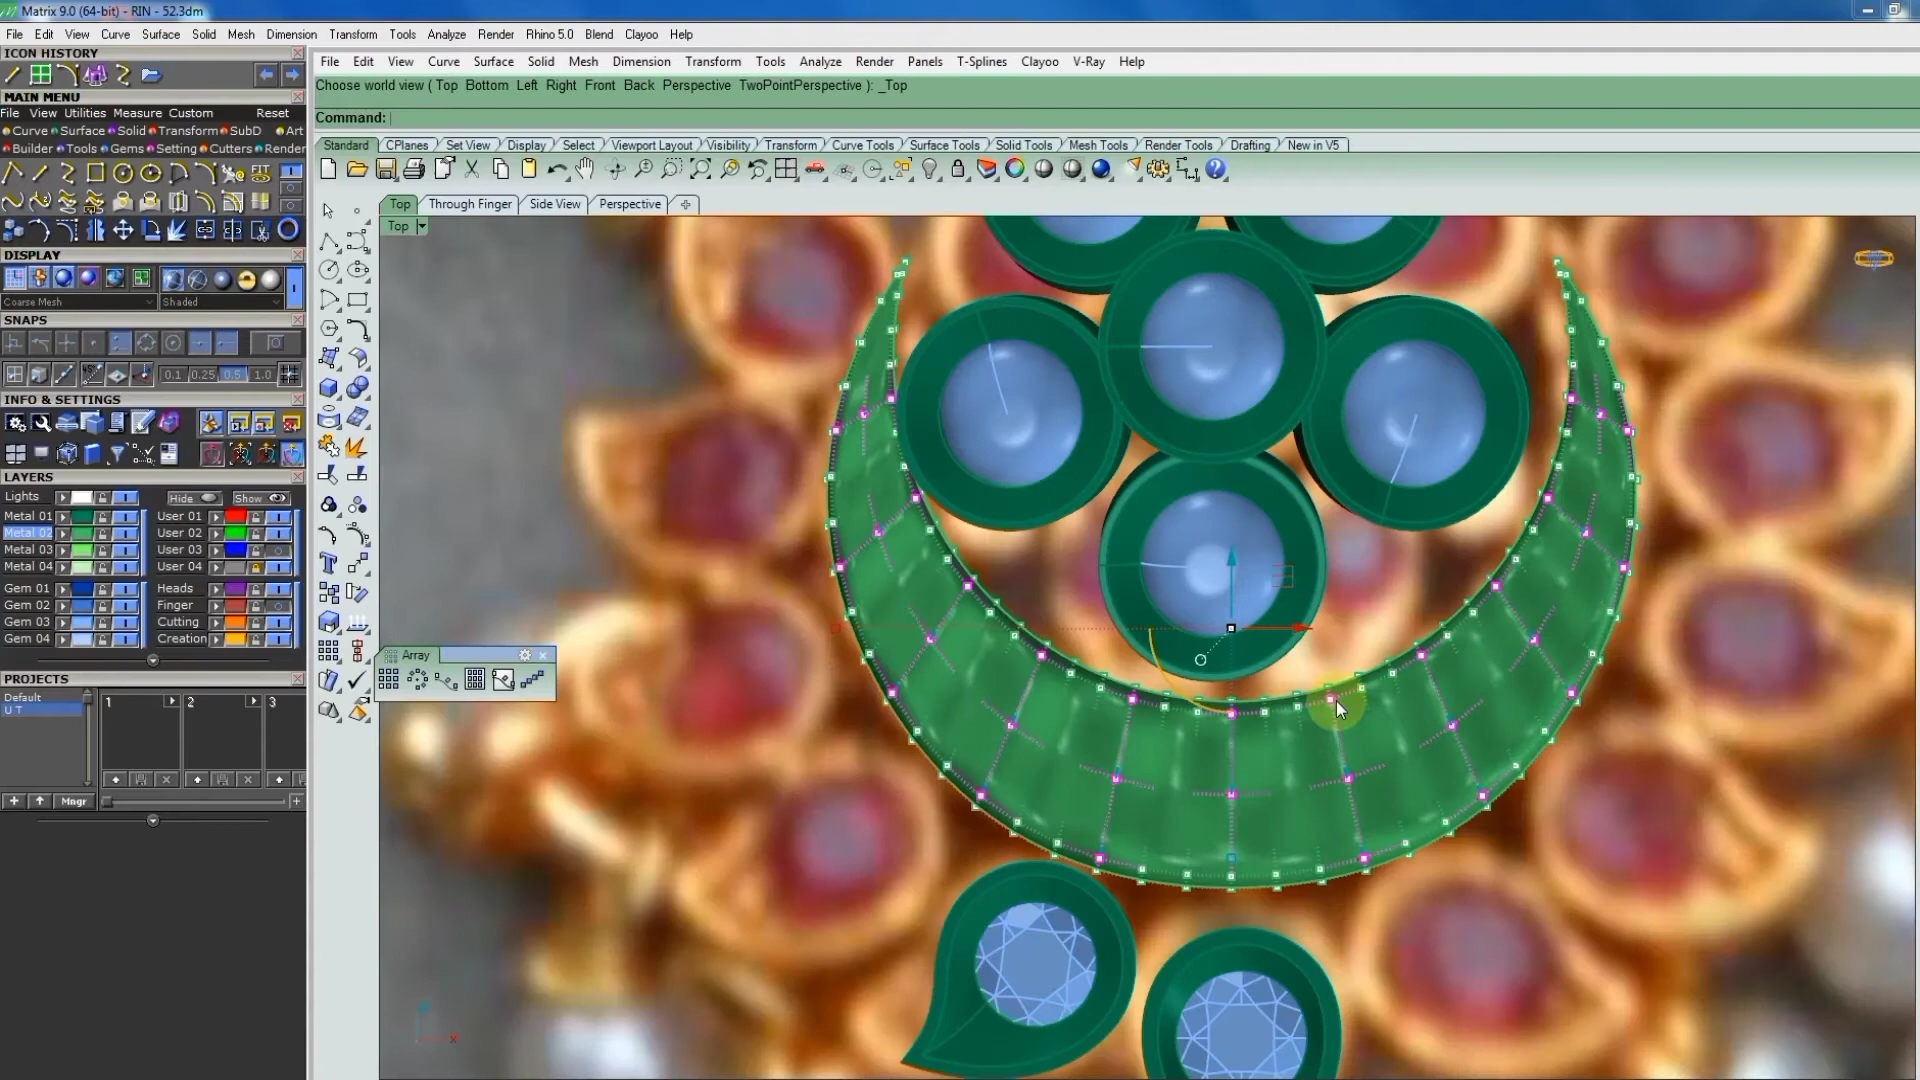 Matrix 9.0 (64-bit) - RIN - 52.3dm
File Edit View Curve Surface Solid Mesh Dimension Transform Tools Analyze Render Rhino 5.0 Blend Clayoo Help
ICON HISTORY
MAIN MENU
File View Utilities Measure Custom Reset
Curve Surface Solid Transform SubD Art
Builder Tools Gems Setting Cutters Render
FIT
DISPLAY
Coarse Mesh Shaded
SNAPS
0.1 0.25 0.5 1.0
INFO & SETTINGS
LAYERS
Lights Hide Show
Metal 01 User 01
Metal 02 User 02
Metal 03 User 03
Metal 04 User 04
Gem 01 Heads
Gem 02 Finger
Gem 03 Cutting
Gem 04 Creation
PROJECTS
Default 1 2 3
U T
Mngr
File Edit View Curve Surface Solid Mesh Dimension Transform Tools Analyze Render Panels T-Splines Clayoo V-Ray Help
Choose world view ( Top Bottom Left Right Front Back Perspective TwoPointPerspective ): _Top
Command:
Standard CPlanes Set View Display Select Viewport Layout Visibility Transform Curve Tools Surface Tools Solid Tools Mesh Tools Render Tools Drafting New in V5
Top Through Finger Side View Perspective
Top
Array
x